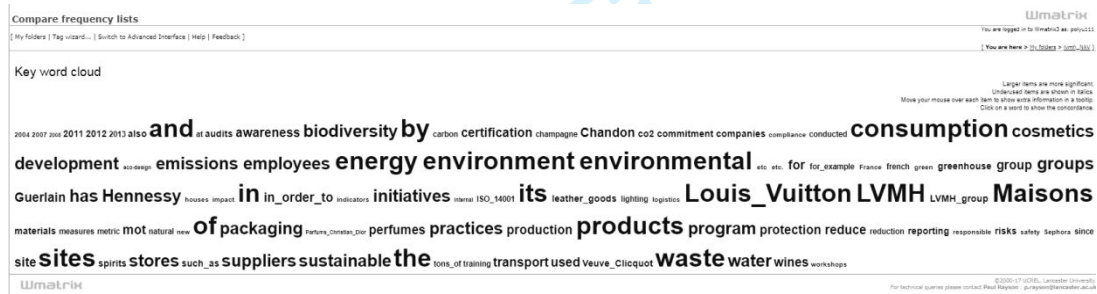 Compare frequency lists
Wmatrix
[ My folders | Tag wizard... | Switch to Advanced Interface | Help | Feedback ]
You are logged in to Wmatrix3 as: polyu111
[ You are here > My folders > lvmh_NAV ]
Key word cloud
Larger items are more significant.
Underused items are shown in italics.
Move your mouse over each item to show extra information in a tooltip.
Click on a word to show the concordance.
2004 2007 2008 2011 2012 2013 also and at audits awareness biodiversity by carbon certification champagne Chandon co2 commitment companies compliance conducted consumption cosmetics
development eco-design emissions employees energy environment environmental etc etc. for for_example France french green greenhouse group groups
Guerlain has Hennessy houses impact in in_order_to indicators initiatives internal ISO_14001 its leather_goods lighting logistics Louis_Vuitton LVMH LVMH_group Maisons
materials measures metric mot natural new of packaging Parfums_Christian_Dior perfumes practices production products program protection reduce reduction reporting responsible risks safety Sephora since
site sites spirits stores such_as suppliers sustainable the tons_of training transport used Veuve_Clicquot waste water wines workshops
Wmatrix
©2000-17 UCREL, Lancaster University.
For technical queries please contact Paul Rayson : p.rayson@lancaster.ac.uk